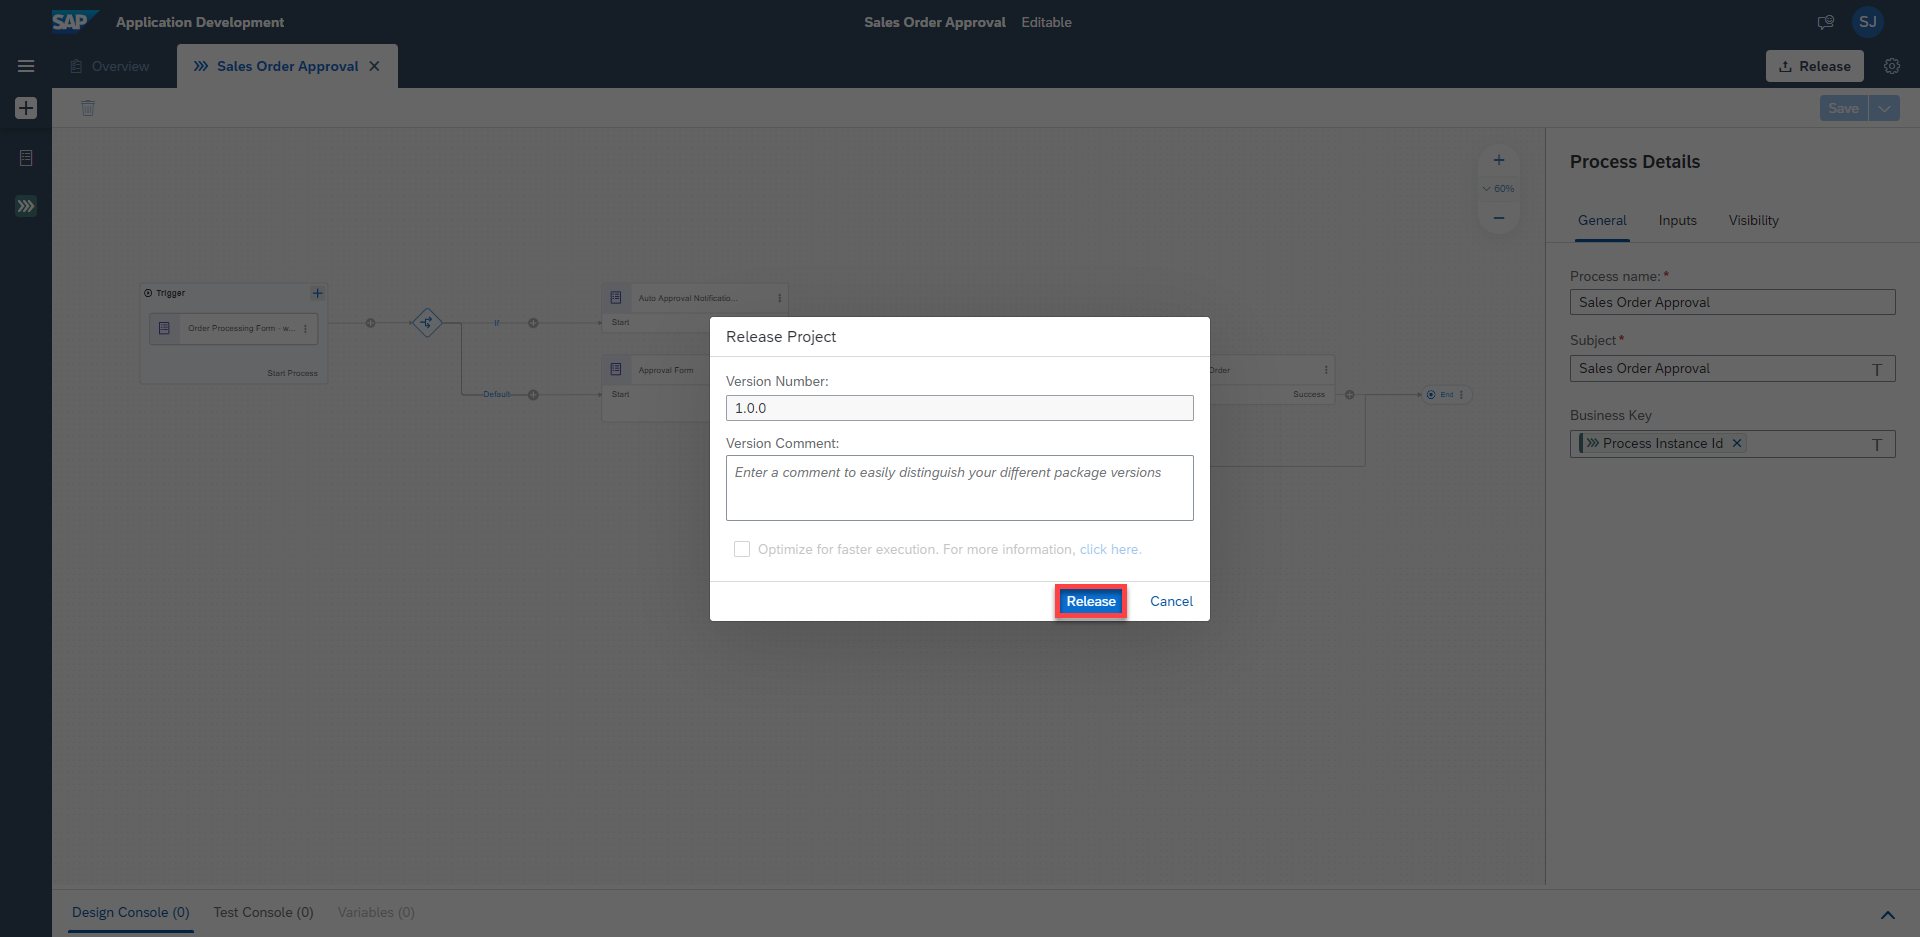 SAP Application Development
Sales Order Approval Editable
SJ
Overview
Sales Order Approval
Release
Save
60%
Process Details
General Inputs Visibility
Process name: *
Sales Order Approval
Subject *
Sales Order Approval
Business Key
Process Instance Id
Trigger
Order Processing Form - w...
Start Process
If
Default
Auto Approval Notificatio...
Start
Approval Form
Start
Order
Success
End
Release Project
Version Number:
1.0.0
Version Comment:
Enter a comment to easily distinguish your different package versions
Optimize for faster execution. For more information, click here.
Release Cancel
Design Console (0) Test Console (0) Variables (0)